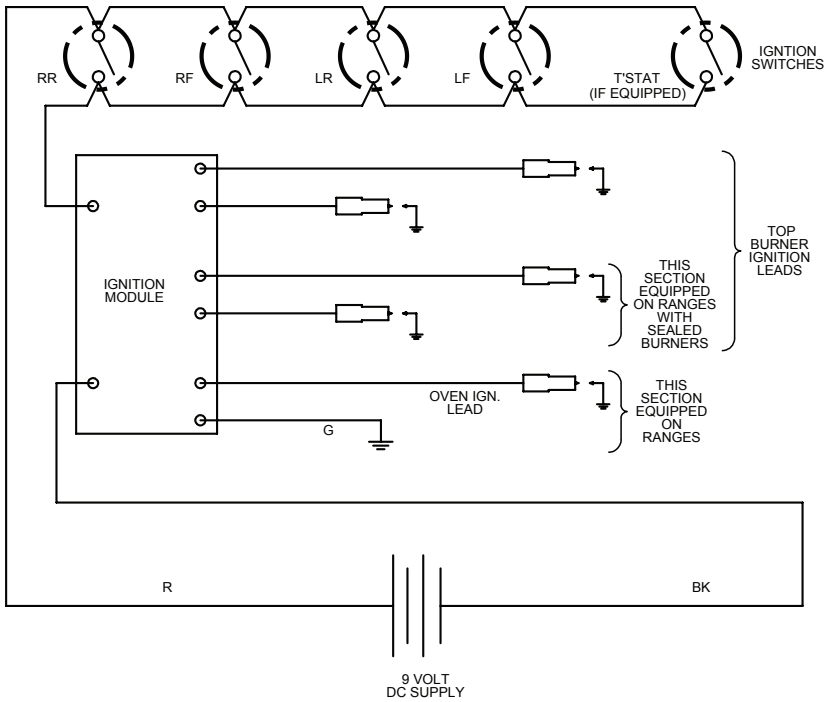 RR
RF
LR
LF
T'STAT
(IF EQUIPPED)
IGNTION
SWITCHES
IGNITION
MODULE
THIS
SECTION
EQUIPPED
ON RANGES
WITH
SEALED
BURNERS
TOP
BURNER
IGNITION
LEADS
OVEN IGN.
LEAD
THIS
SECTION
EQUIPPED
ON
RANGES
G
R
BK
9 VOLT
DC SUPPLY